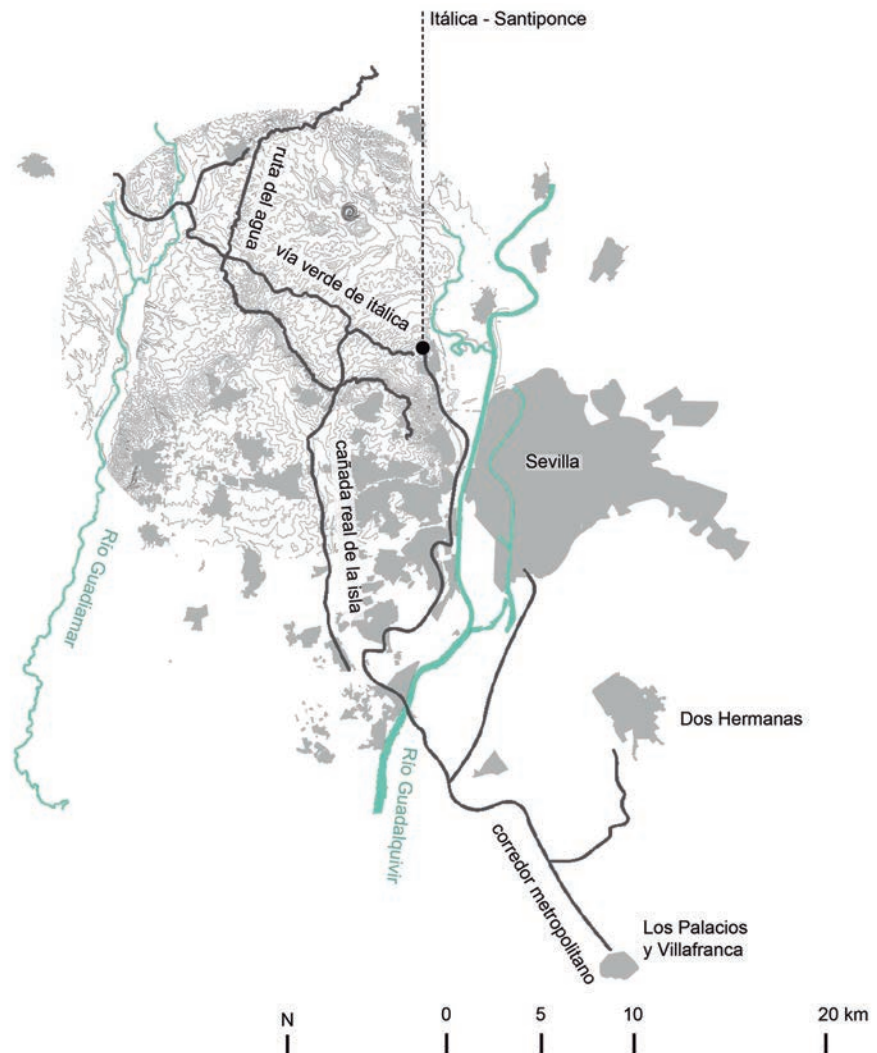 Itálica - Santiponce
ruta del agua
vía verde de itálica
Sevilla
cañada real de la isla
Río Guadiamar
Dos Hermanas
Río Guadalquivir
corredor metropolitano
Los Palacios
y Villafranca
N
0
5
10
20 km